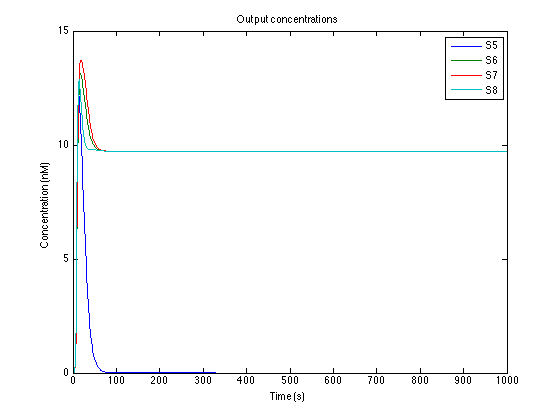 Output concentrations
15
10
5
0
Concentration (nM)
S5
S6
S7
S8
0 100 200 300 400 500 600 700 800 900 1000
Time (s)